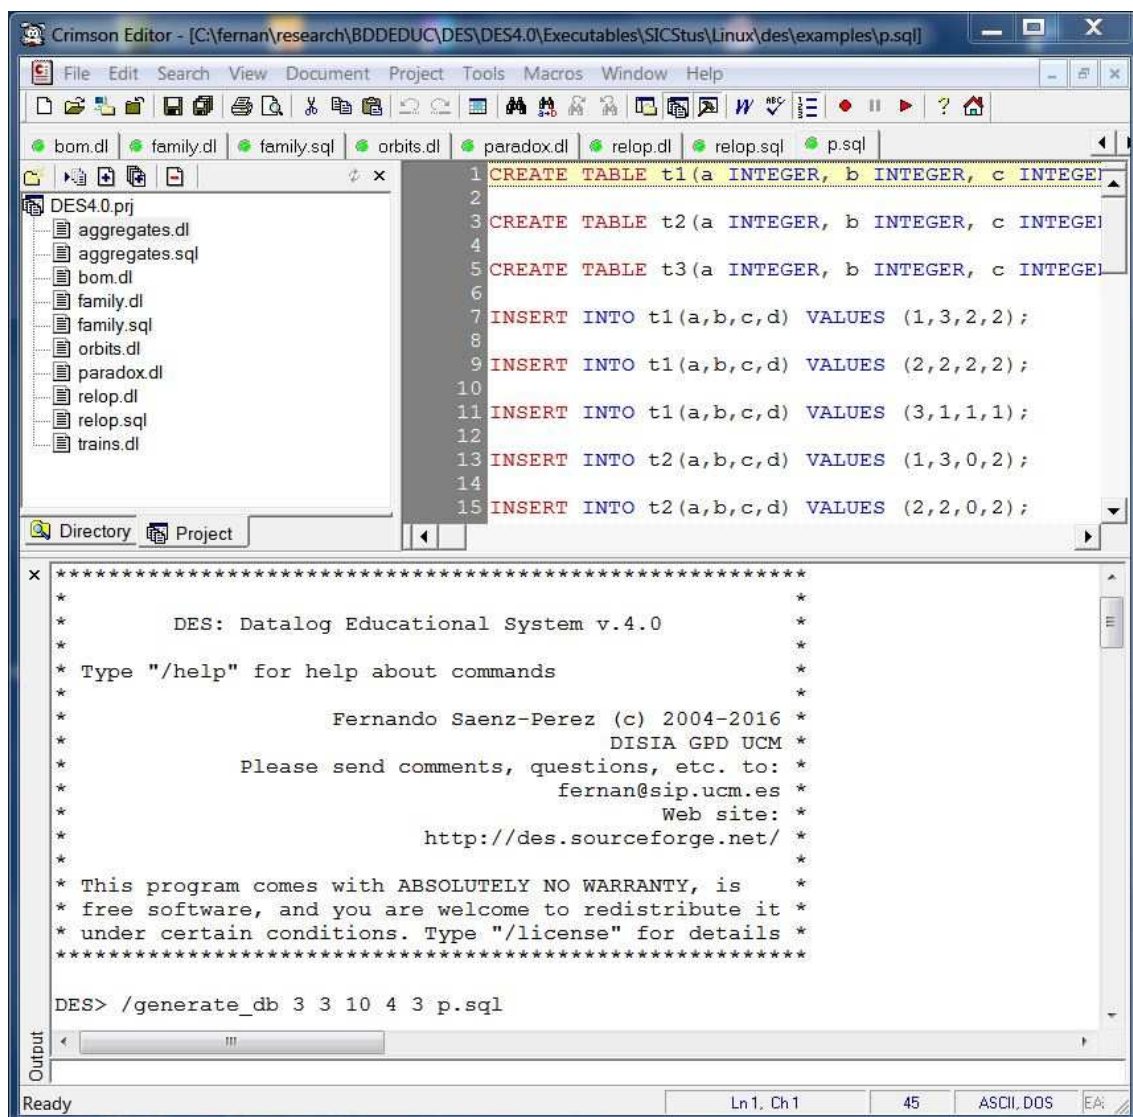 Crimson Editor - [C:\fernan\research\BDDEDUC\DES\DES4.0\Executables\SICStus\Linux\des\examples\p.sql]
File Edit Search View Document Project Tools Macros Window Help
bom.dl family.dl family.sql orbits.dl paradox.dl relop.dl relop.sql p.sql
DES4.0.prj
aggregates.dl
aggregates.sql
bom.dl
family.dl
family.sql
orbits.dl
paradox.dl
relop.dl
relop.sql
trains.dl
Directory Project
1 CREATE TABLE t1(a INTEGER, b INTEGER, c INTEGE
2
3 CREATE TABLE t2(a INTEGER, b INTEGER, c INTEGE
4
5 CREATE TABLE t3(a INTEGER, b INTEGER, c INTEGE
6
7 INSERT INTO t1(a,b,c,d) VALUES (1,3,2,2);
8
9 INSERT INTO t1(a,b,c,d) VALUES (2,2,2,2);
10
11 INSERT INTO t1(a,b,c,d) VALUES (3,1,1,1);
12
13 INSERT INTO t2(a,b,c,d) VALUES (1,3,0,2);
14
15 INSERT INTO t2(a,b,c,d) VALUES (2,2,0,2);
*********************************************************
* *
* DES: Datalog Educational System v.4.0 *
* *
* Type "/help" for help about commands *
* *
* Fernando Saenz-Perez (c) 2004-2016 *
* DISIA GPD UCM *
* Please send comments, questions, etc. to: *
* fernan@sip.ucm.es *
* Web site: *
* http://des.sourceforge.net/ *
* *
* This program comes with ABSOLUTELY NO WARRANTY, is *
* free software, and you are welcome to redistribute it *
* under certain conditions. Type "/license" for details *
*********************************************************
DES> /generate_db 3 3 10 4 3 p.sql
Output
Ready Ln 1, Ch 1 45 ASCII, DOS